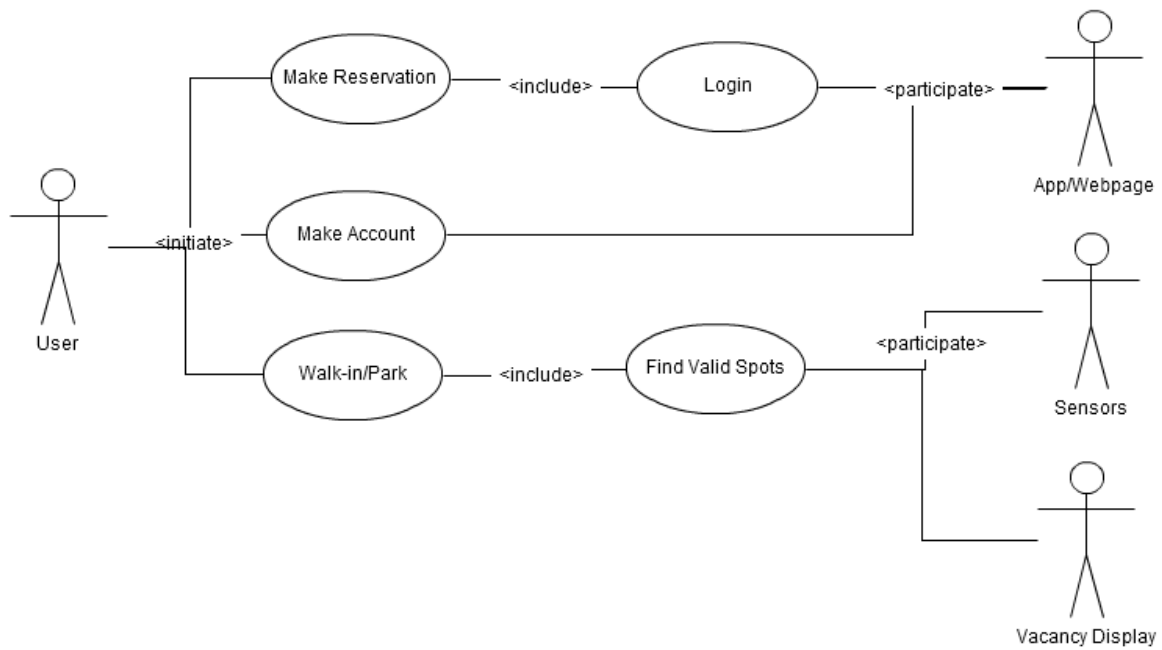 Make Reservation
<include>
Login
<participate>
App/Webpage
User
<initiate>
Make Account
Walk-in/Park
<include>
Find Valid Spots
<participate>
Sensors
Vacancy Display